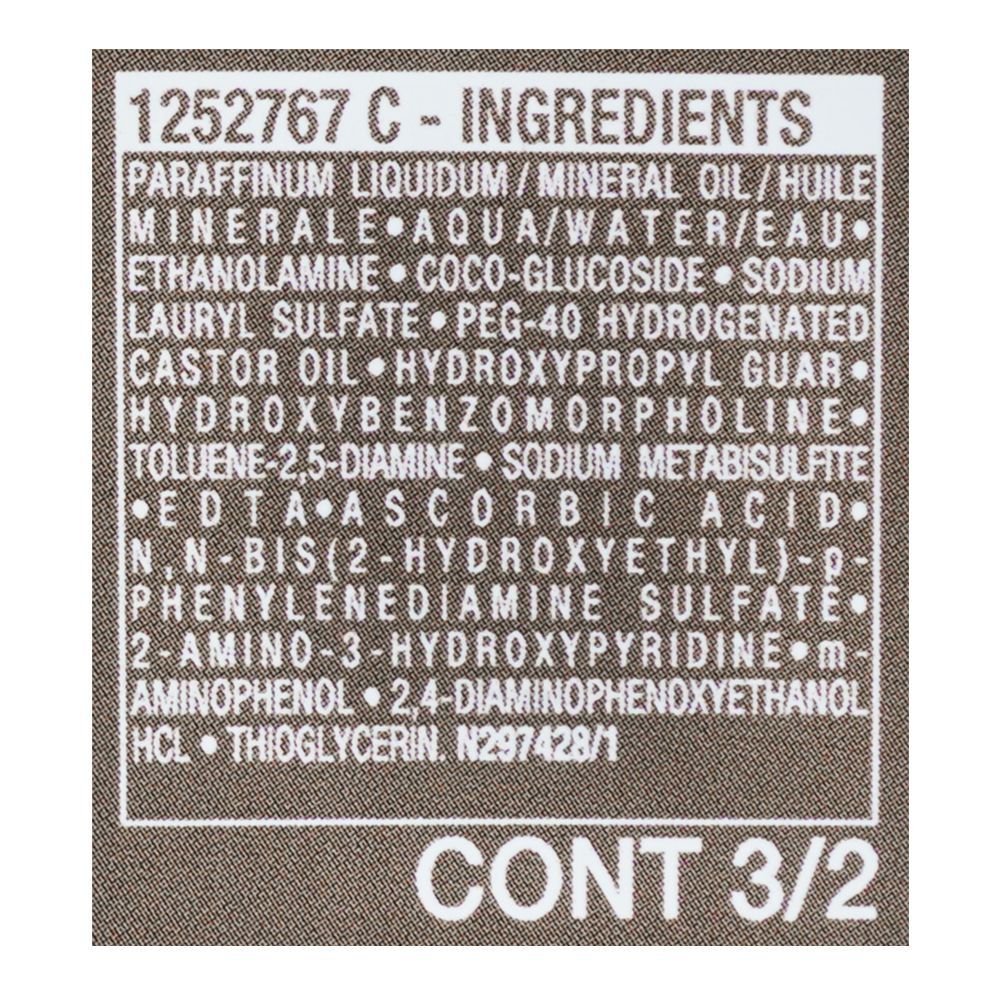 1252767 C - INGREDIENTS
PARAFFINUM LIQUIDUM / MINERAL OIL / HUILE
MINERALE • AQUA/WATER/EAU •
ETHANOLAMINE • COCO-GLUCOSIDE • SODIUM
LAURYL SULFATE • PEG-40 HYDROGENATED
CASTOR OIL • HYDROXYPROPYL GUAR •
HYDROXYBENZOMORPHOLINE •
TOLUENE-2,5-DIAMINE • SODIUM METABISULFITE
• EDTA • ASCORBIC ACID •
N,N-BIS(2-HYDROXYETHYL)-p-
PHENYLENEDIAMINE SULFATE •
2-AMINO-3-HYDROXYPYRIDINE • m-
AMINOPHENOL • 2,4-DIAMINOPHENOXYETHANOL
HCL • THIOGLYCERIN. N297428/1
CONT 3/2